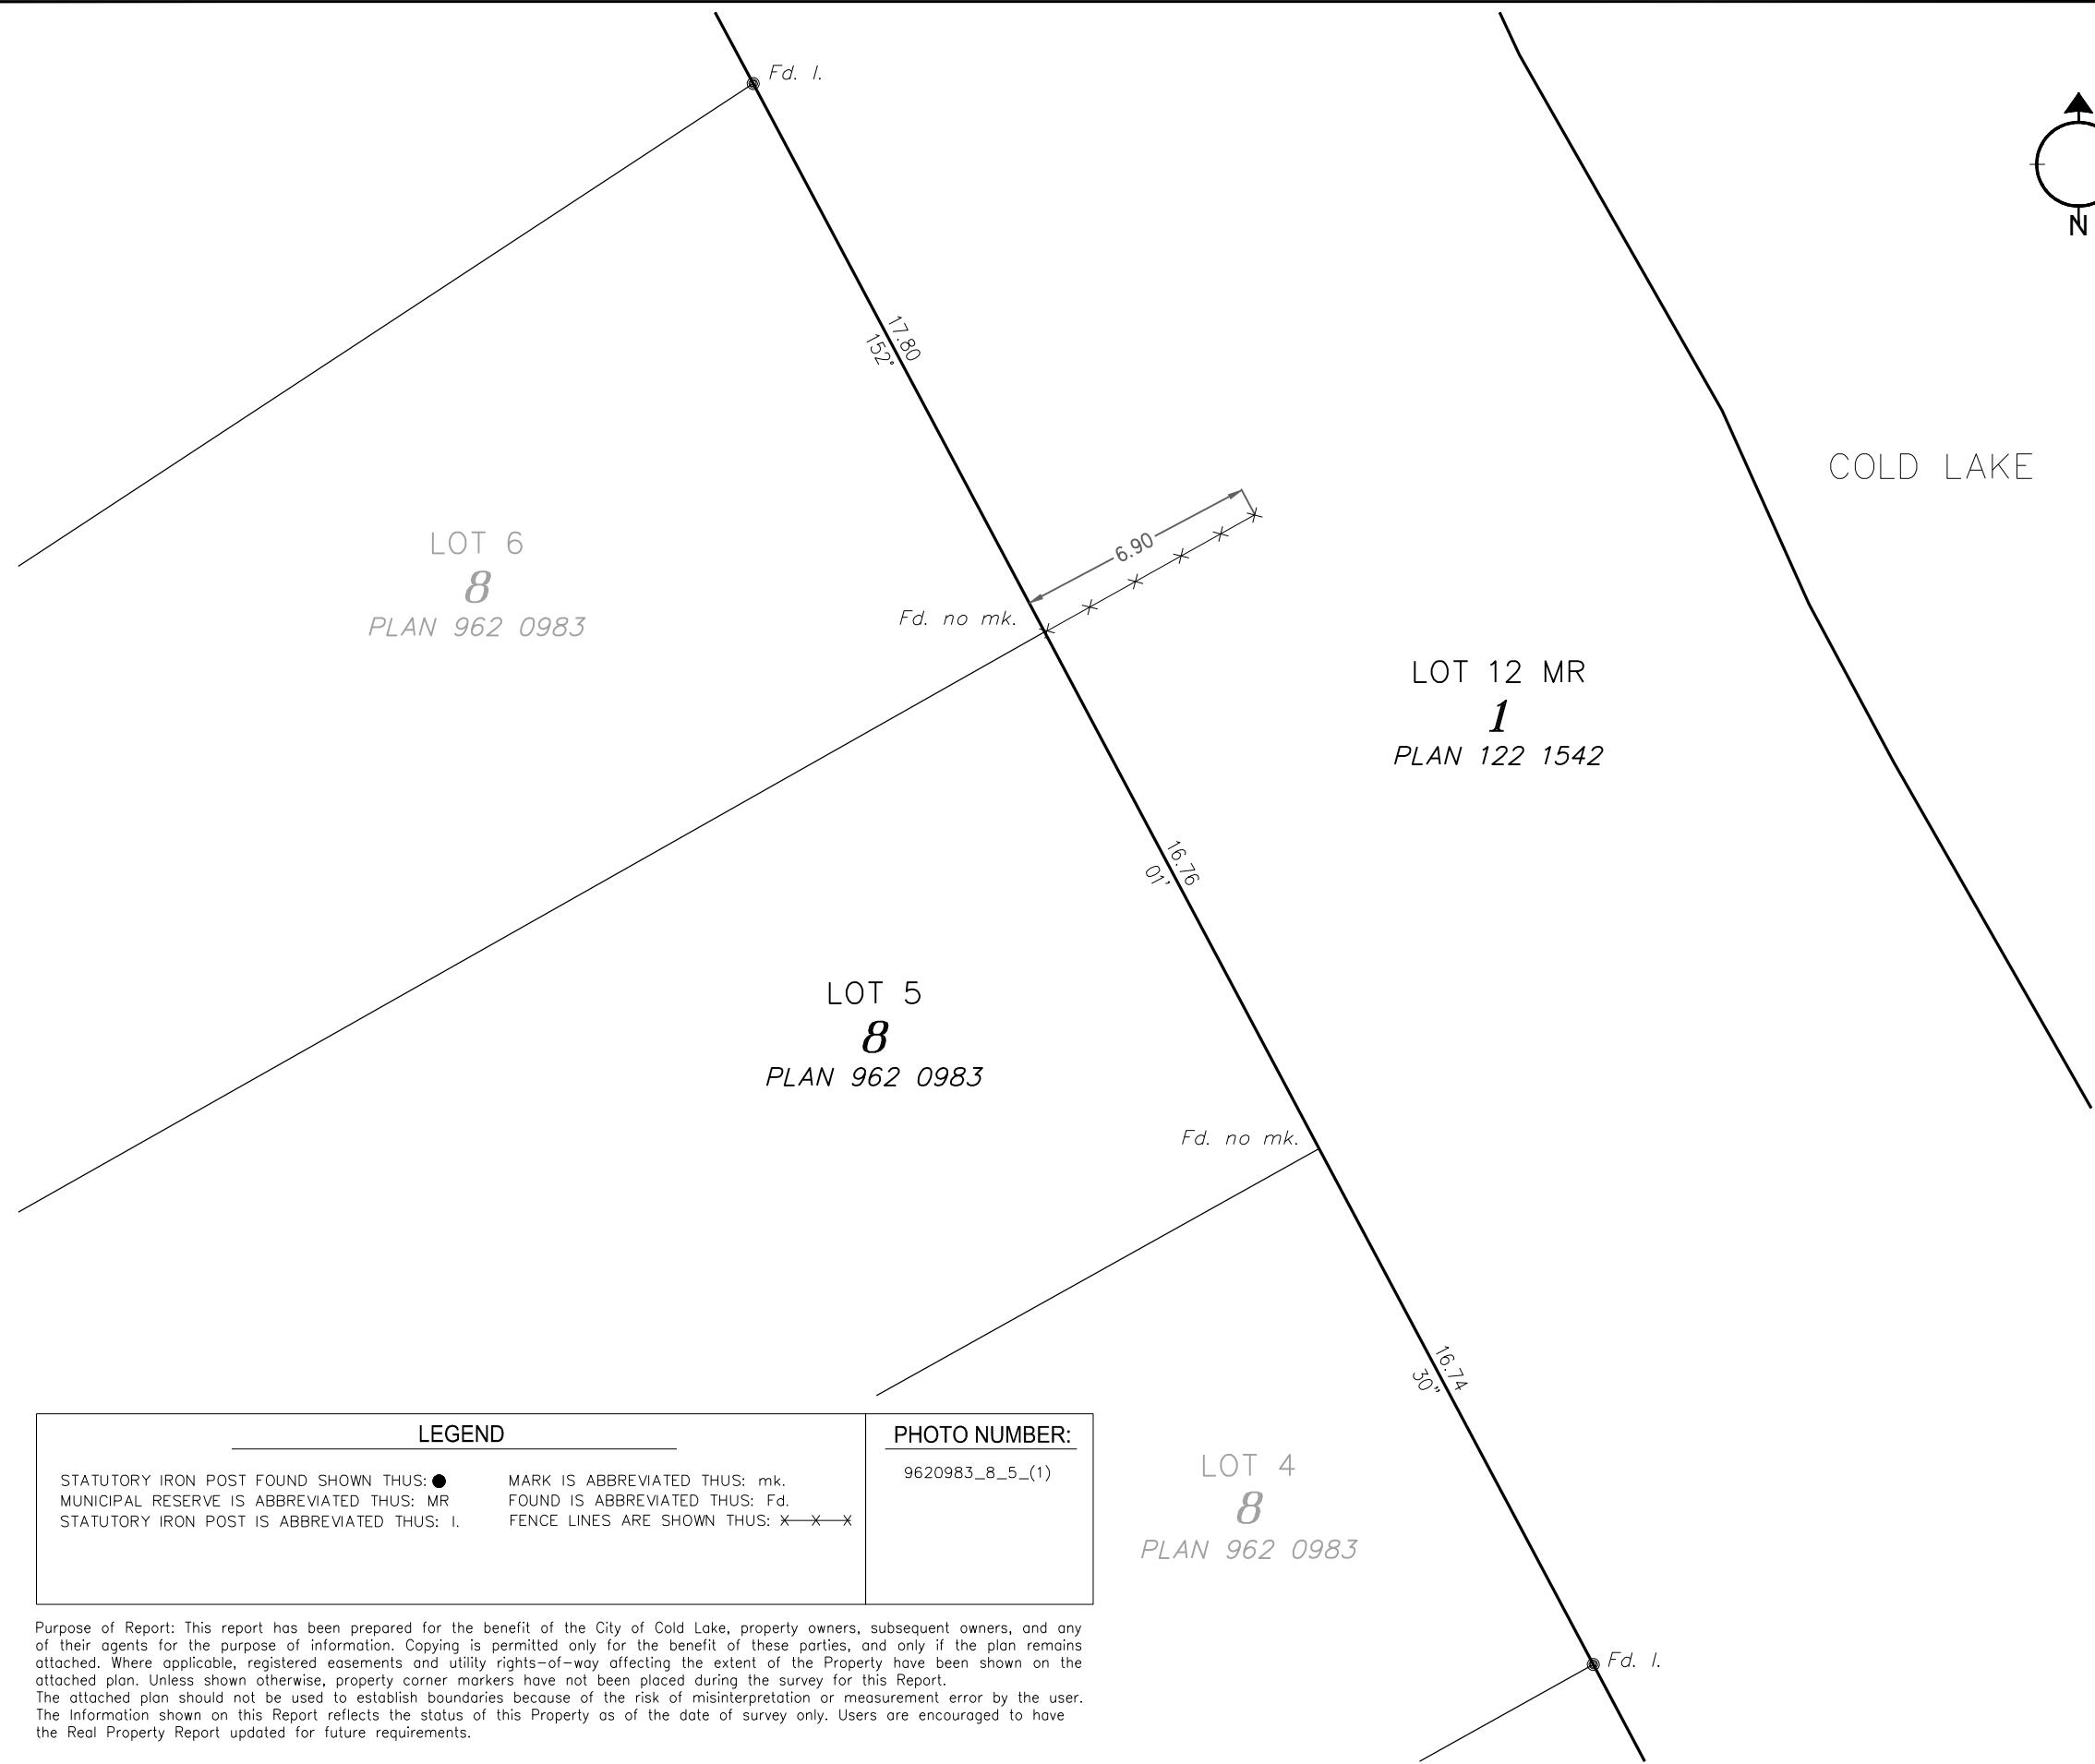 Fd. I.
N
17.80
152°
COLD LAKE
6.90
LOT 6
8
PLAN 962 0983
Fd. no mk.
LOT 12 MR
1
PLAN 122 1542
16.76
01'
LOT 5
8
PLAN 962 0983
Fd. no mk.
16.74
30"
LOT 4
8
PLAN 962 0983
Fd. I.
LEGEND
STATUTORY IRON POST FOUND SHOWN THUS:
MUNICIPAL RESERVE IS ABBREVIATED THUS: MR
STATUTORY IRON POST IS ABBREVIATED THUS: I.
MARK IS ABBREVIATED THUS: mk.
FOUND IS ABBREVIATED THUS: Fd.
FENCE LINES ARE SHOWN THUS:
PHOTO NUMBER:
9620983_8_5_(1)
Purpose of Report: This report has been prepared for the benefit of the City of Cold Lake, property owners, subsequent owners, and any
of their agents for the purpose of information. Copying is permitted only for the benefit of these parties, and only if the plan remains
attached. Where applicable, registered easements and utility rights-of-way affecting the extent of the Property have been shown on the
attached plan. Unless shown otherwise, property corner markers have not been placed during the survey for this Report.
The attached plan should not be used to establish boundaries because of the risk of misinterpretation or measurement error by the user.
The Information shown on this Report reflects the status of this Property as of the date of survey only. Users are encouraged to have
the Real Property Report updated for future requirements.